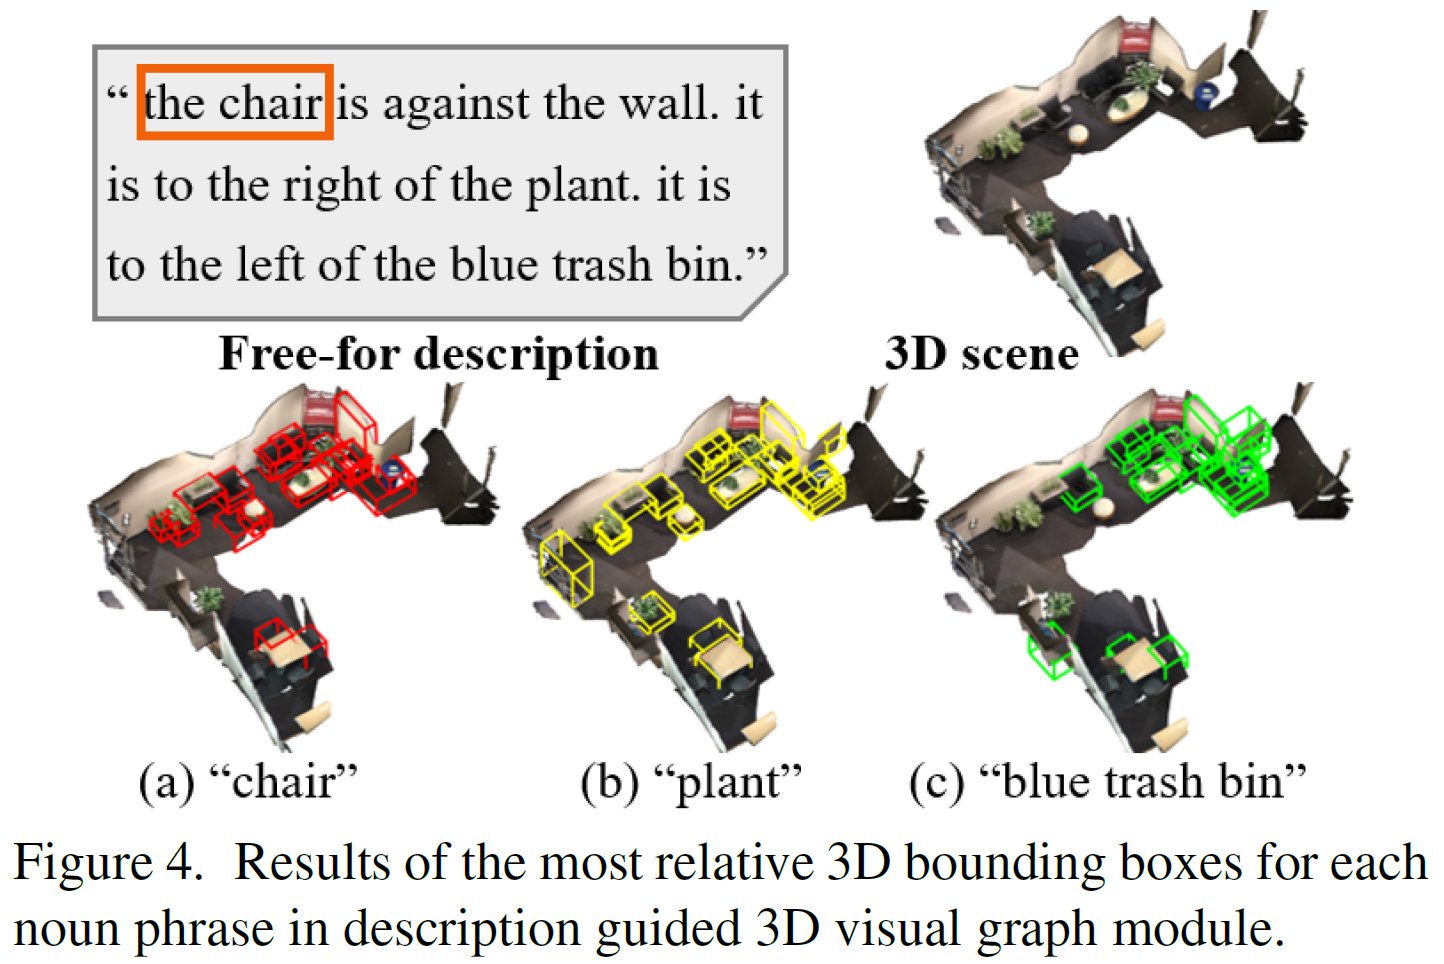 “ the chair is against the wall. it
is to the right of the plant. it is
to the left of the blue trash bin.”
Free-for description
3D scene
(a) “chair”
(b) “plant”
(c) “blue trash bin”
Figure 4. Results of the most relative 3D bounding boxes for each
noun phrase in description guided 3D visual graph module.